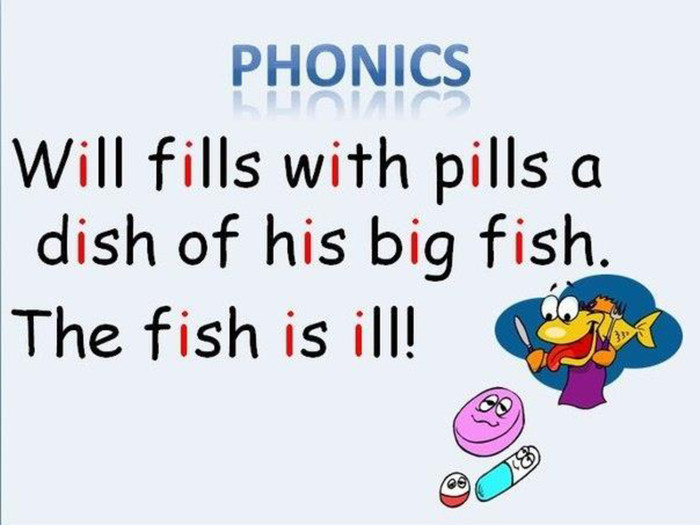 PHONICS
Will fills with pills a
dish of his big fish.
The fish is ill!